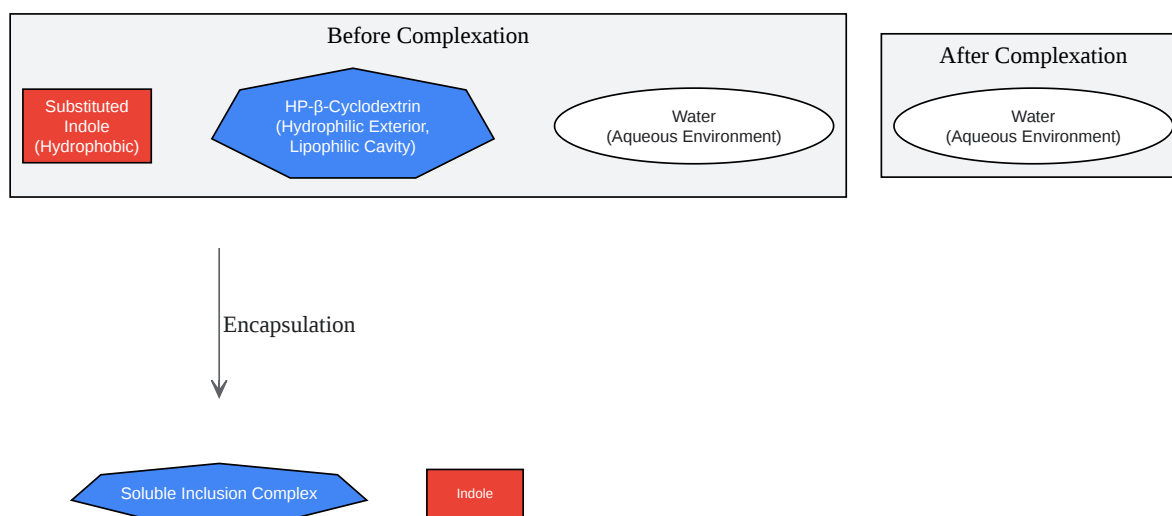 Before Complexation
Substituted
Indole
(Hydrophobic)
HP-β-Cyclodextrin
(Hydrophilic Exterior,
Lipophilic Cavity)
Water
(Aqueous Environment)
After Complexation
Water
(Aqueous Environment)
Encapsulation
Soluble Inclusion Complex
Indole